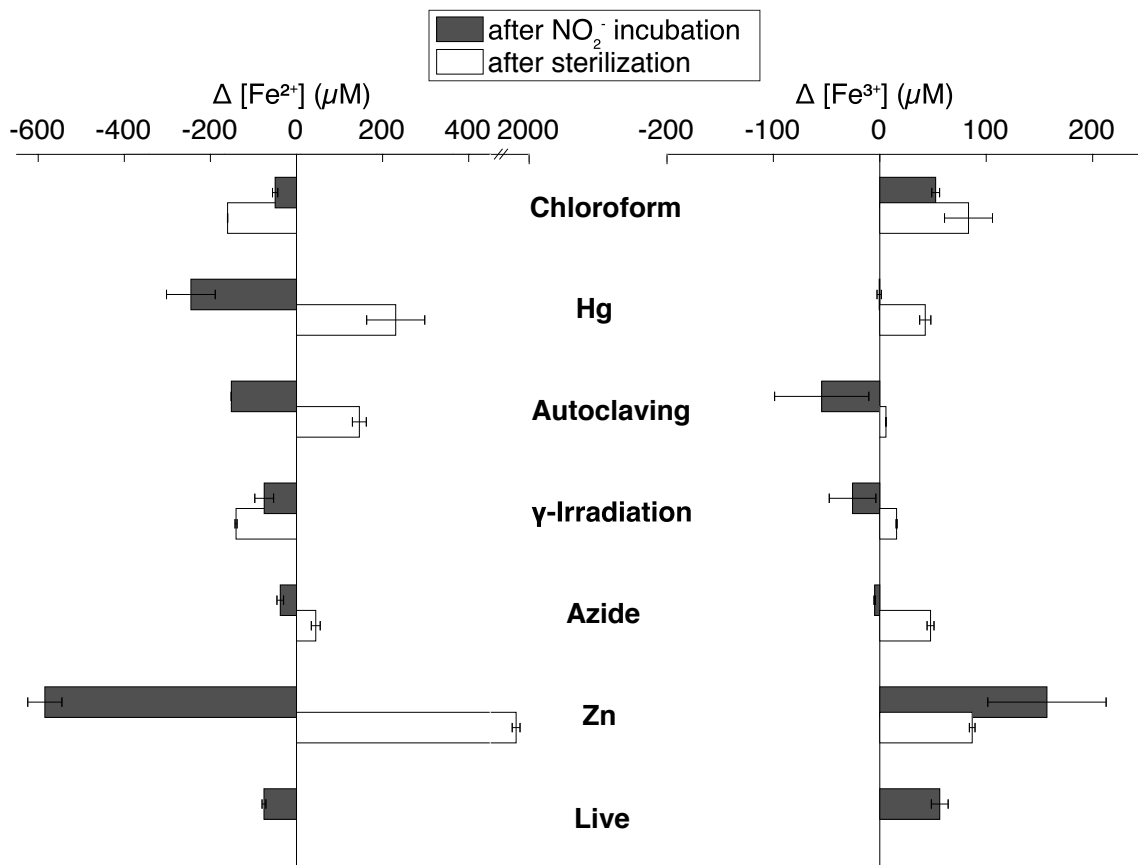 after NO₂⁻ incubation
after sterilization
Δ [Fe²⁺] (µM) Δ [Fe³⁺] (µM)
-600 -400 -200 0 200 400 2000 -200 -100 0 100 200
Chloroform
Hg
Autoclaving
γ-Irradiation
Azide
Zn
Live